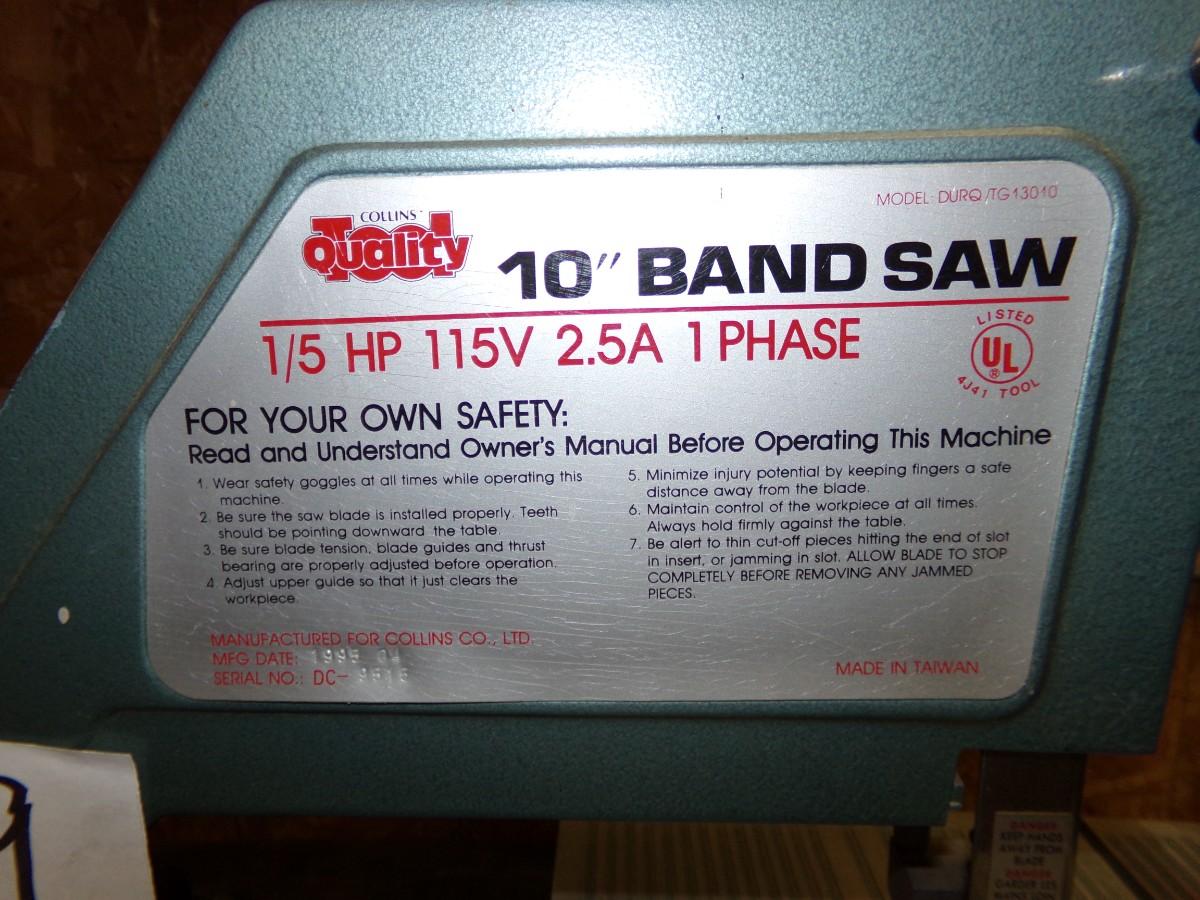 MODEL: DURQ/TG13010
COLLINS
Quality
10" BAND SAW
1/5 HP 115V 2.5A 1 PHASE
LISTED
UL
®
4J41 TOOL
FOR YOUR OWN SAFETY:
Read and Understand Owner's Manual Before Operating This Machine
1. Wear safety goggles at all times while operating this
machine.
2. Be sure the saw blade is installed properly. Teeth
should be pointing downward the table.
3. Be sure blade tension, blade guides and thrust
bearing are properly adjusted before operation.
4. Adjust upper guide so that it just clears the
workpiece.
5. Minimize injury potential by keeping fingers a safe
distance away from the blade.
6. Maintain control of the workpiece at all times.
Always hold firmly against the table.
7. Be alert to thin cut-off pieces hitting the end of slot
in insert, or jamming in slot. ALLOW BLADE TO STOP
COMPLETELY BEFORE REMOVING ANY JAMMED
PIECES.
MANUFACTURED FOR COLLINS CO., LTD.
MFG DATE: 1995
SERIAL NO.: DC-
MADE IN TAIWAN
DANGER
KEEP HANDS
AWAY FROM
BLADE
DANGER
GARDER LES